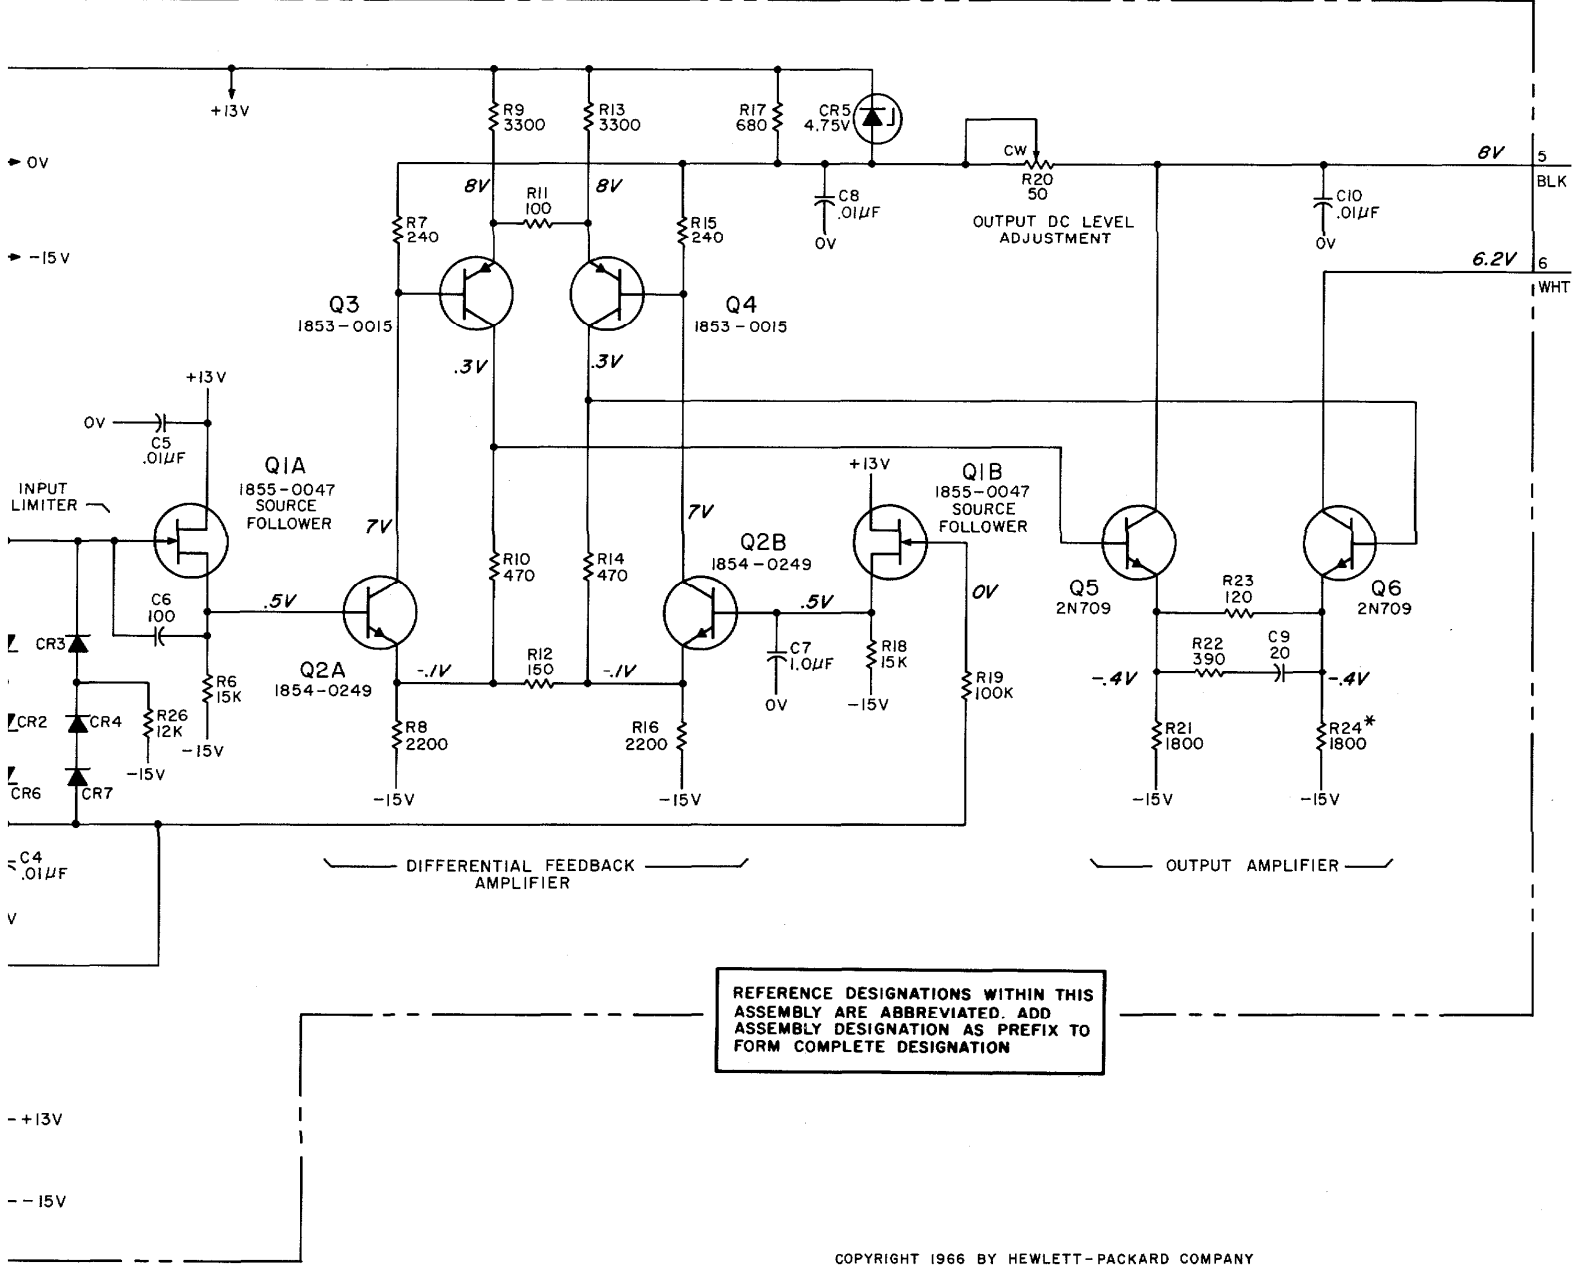 +13V
R9
3300
R13
3300
R17
680
CR5
4.75V
0V
8V
R11
100
8V
CW
R20
50
8V
5
BLK
C8
.01µF
0V
OUTPUT DC LEVEL
ADJUSTMENT
C10
.01µF
0V
R7
240
R15
240
-15V
6.2V
6
WHT
Q3
1853-0015
Q4
1853-0015
.3V
.3V
+13V
0V
C5
.01µF
INPUT
LIMITER
Q1A
1855-0047
SOURCE
FOLLOWER
+13V
Q1B
1855-0047
SOURCE
FOLLOWER
7V
7V
Q2B
1854-0249
R10
470
R14
470
C6
100
.5V
.5V
0V
Q5
2N709
R23
120
Q6
2N709
CR3
Q2A
1854-0249
-.1V
R12
150
-.1V
C7
1.0µF
0V
R18
15K
-15V
R19
100K
-.4V
R22
390
C9
20
-.4V
R6
15K
-15V
CR2
CR4
R26
12K
-15V
R8
2200
-15V
R16
2200
-15V
R21
1800
-15V
R24*
1800
-15V
CR6
CR7
C4
.01µF
V
DIFFERENTIAL FEEDBACK
AMPLIFIER
OUTPUT AMPLIFIER
REFERENCE DESIGNATIONS WITHIN THIS
ASSEMBLY ARE ABBREVIATED. ADD
ASSEMBLY DESIGNATION AS PREFIX TO
FORM COMPLETE DESIGNATION
+13V
-15V
COPYRIGHT 1966 BY HEWLETT-PACKARD COMPANY